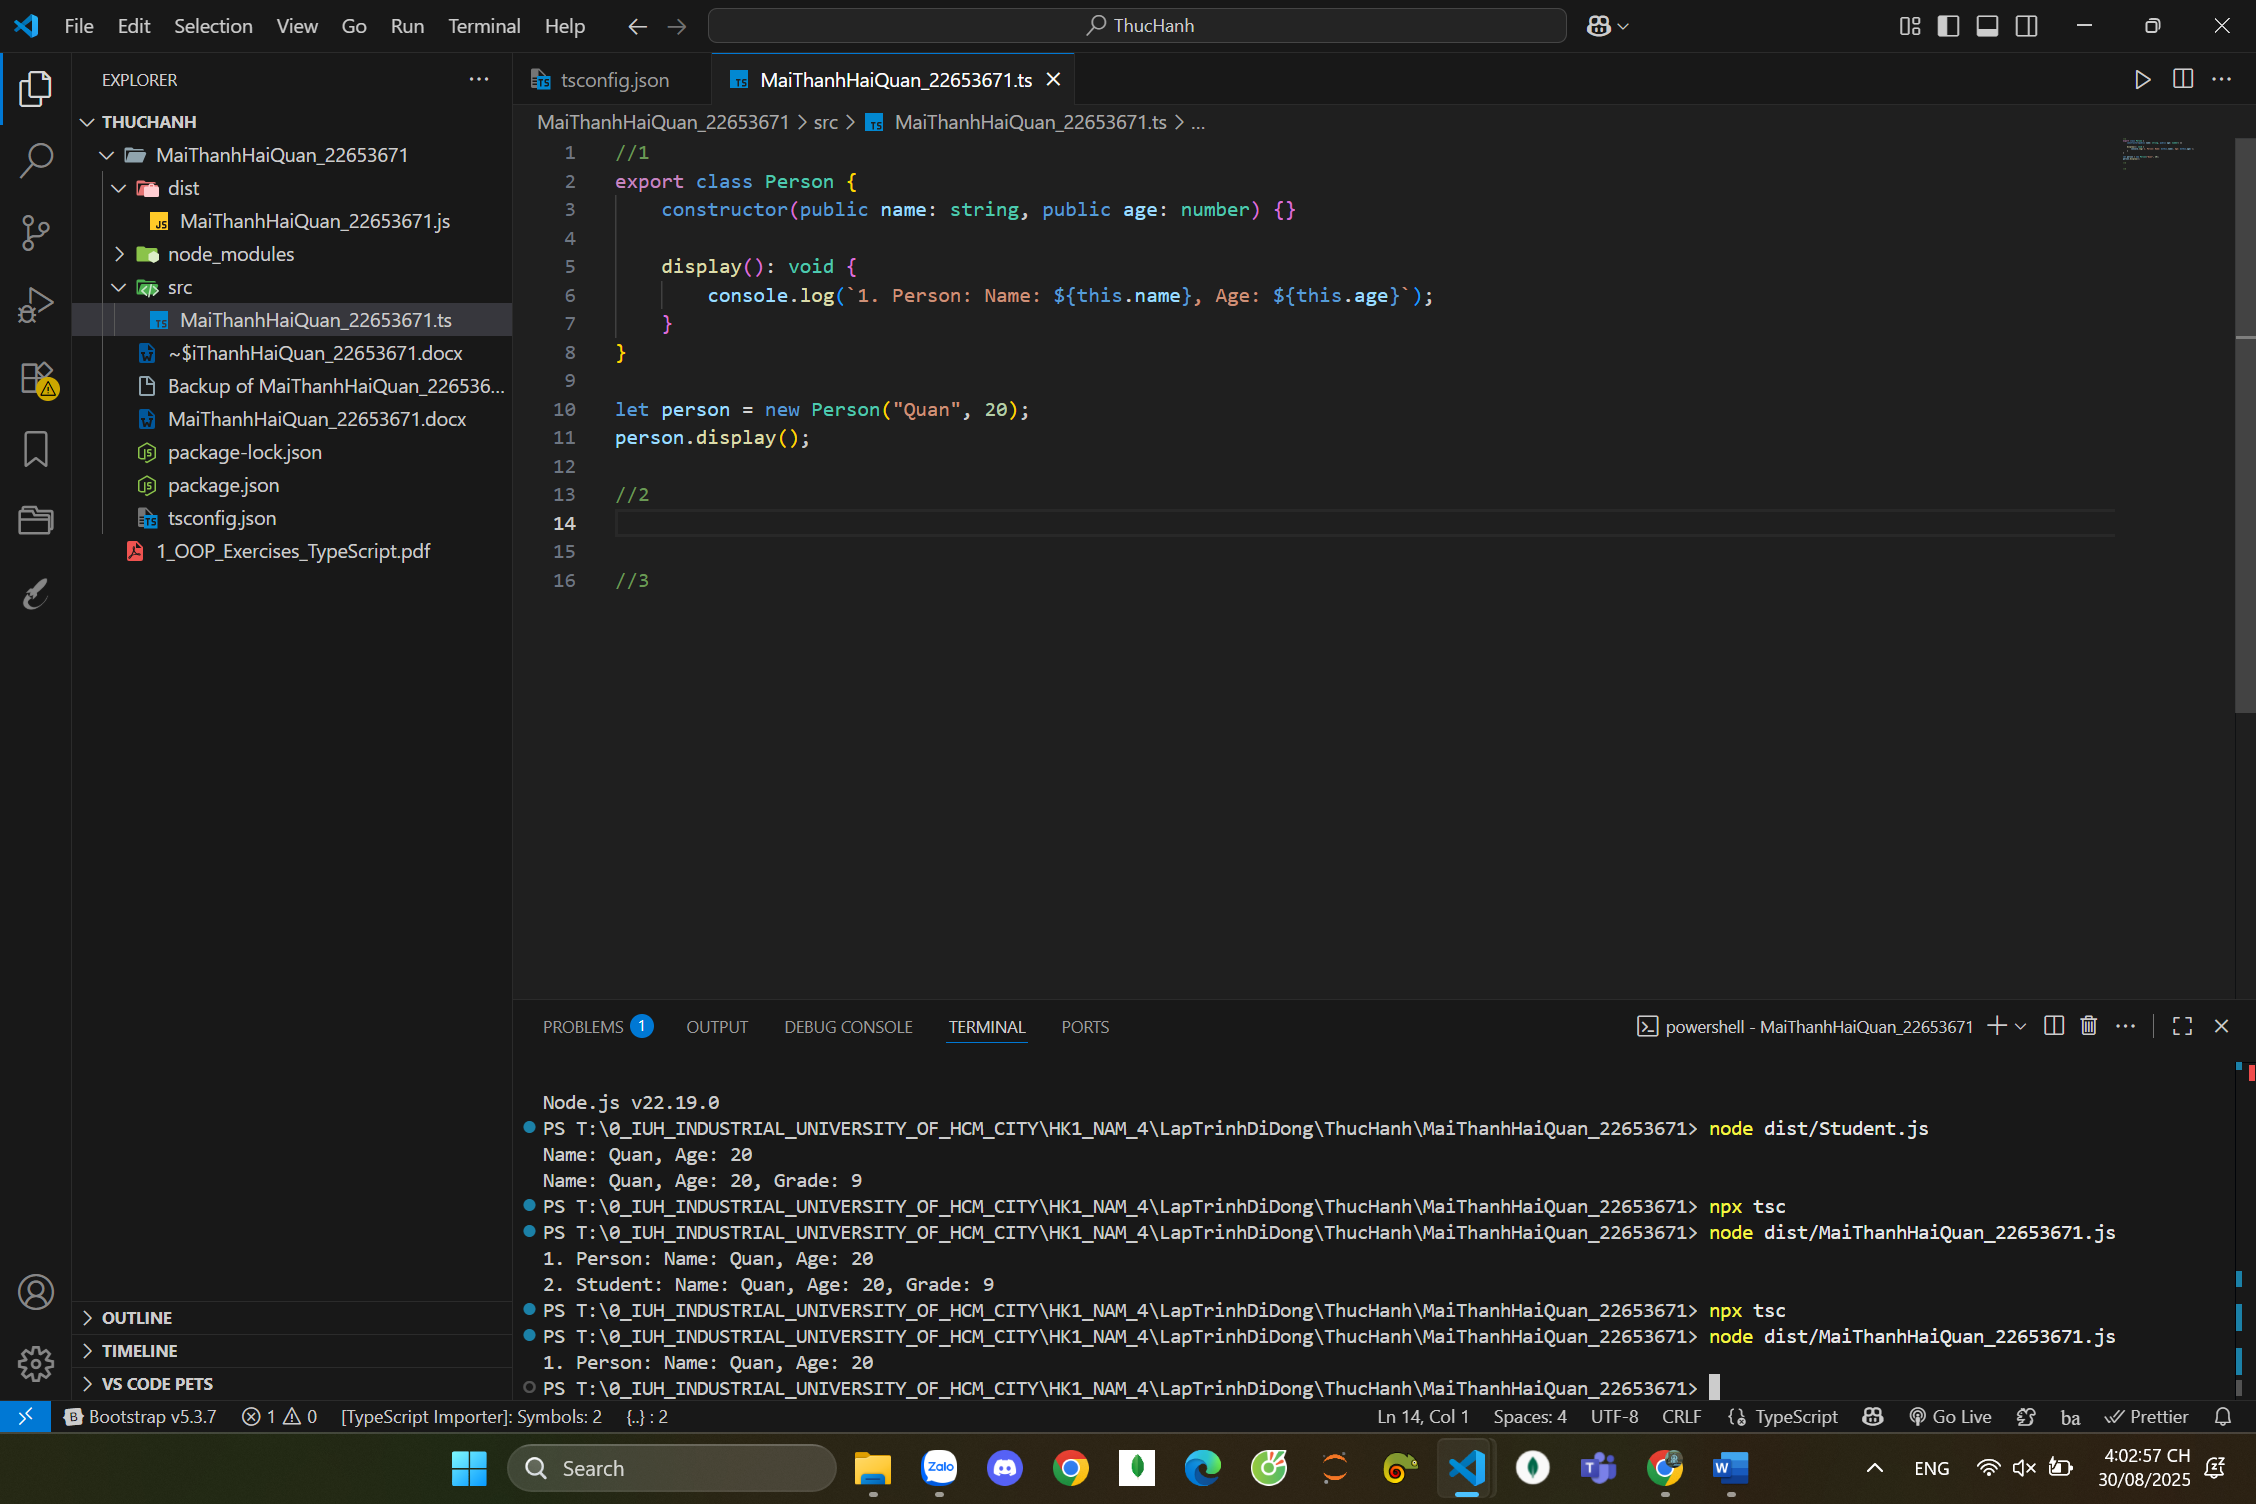 File Edit Selection View Go Run Terminal Help
ThucHanh
EXPLORER
THUCHANH
MaiThanhHaiQuan_22653671
dist
MaiThanhHaiQuan_22653671.js
node_modules
src
MaiThanhHaiQuan_22653671.ts
~$iThanhHaiQuan_22653671.docx
Backup of MaiThanhHaiQuan_226536...
MaiThanhHaiQuan_22653671.docx
package-lock.json
package.json
tsconfig.json
1_OOP_Exercises_TypeScript.pdf
OUTLINE
TIMELINE
VS CODE PETS
tsconfig.json
MaiThanhHaiQuan_22653671.ts
MaiThanhHaiQuan_22653671 > src > MaiThanhHaiQuan_22653671.ts > ...
1 //1
2 export class Person {
3 constructor(public name: string, public age: number) {}
4
5 display(): void {
6 console.log(`1. Person: Name: ${this.name}, Age: ${this.age}`);
7 }
8 }
9
10 let person = new Person("Quan", 20);
11 person.display();
12
13 //2
14
15
16 //3
PROBLEMS 1 OUTPUT DEBUG CONSOLE TERMINAL PORTS
powershell - MaiThanhHaiQuan_22653671
Node.js v22.19.0
PS T:\0_IUH_INDUSTRIAL_UNIVERSITY_OF_HCM_CITY\HK1_NAM_4\LapTrinhDiDong\ThucHanh\MaiThanhHaiQuan_22653671> node dist/Student.js
Name: Quan, Age: 20
Name: Quan, Age: 20, Grade: 9
PS T:\0_IUH_INDUSTRIAL_UNIVERSITY_OF_HCM_CITY\HK1_NAM_4\LapTrinhDiDong\ThucHanh\MaiThanhHaiQuan_22653671> npx tsc
PS T:\0_IUH_INDUSTRIAL_UNIVERSITY_OF_HCM_CITY\HK1_NAM_4\LapTrinhDiDong\ThucHanh\MaiThanhHaiQuan_22653671> node dist/MaiThanhHaiQuan_22653671.js
1. Person: Name: Quan, Age: 20
2. Student: Name: Quan, Age: 20, Grade: 9
PS T:\0_IUH_INDUSTRIAL_UNIVERSITY_OF_HCM_CITY\HK1_NAM_4\LapTrinhDiDong\ThucHanh\MaiThanhHaiQuan_22653671> npx tsc
PS T:\0_IUH_INDUSTRIAL_UNIVERSITY_OF_HCM_CITY\HK1_NAM_4\LapTrinhDiDong\ThucHanh\MaiThanhHaiQuan_22653671> node dist/MaiThanhHaiQuan_22653671.js
1. Person: Name: Quan, Age: 20
PS T:\0_IUH_INDUSTRIAL_UNIVERSITY_OF_HCM_CITY\HK1_NAM_4\LapTrinhDiDong\ThucHanh\MaiThanhHaiQuan_22653671>
Bootstrap v5.3.7 1 0 [TypeScript Importer]: Symbols: 2 {..} : 2 Ln 14, Col 1 Spaces: 4 UTF-8 CRLF TypeScript Go Live ba Prettier
Search
Zalo
ENG
4:02:57 CH
30/08/2025